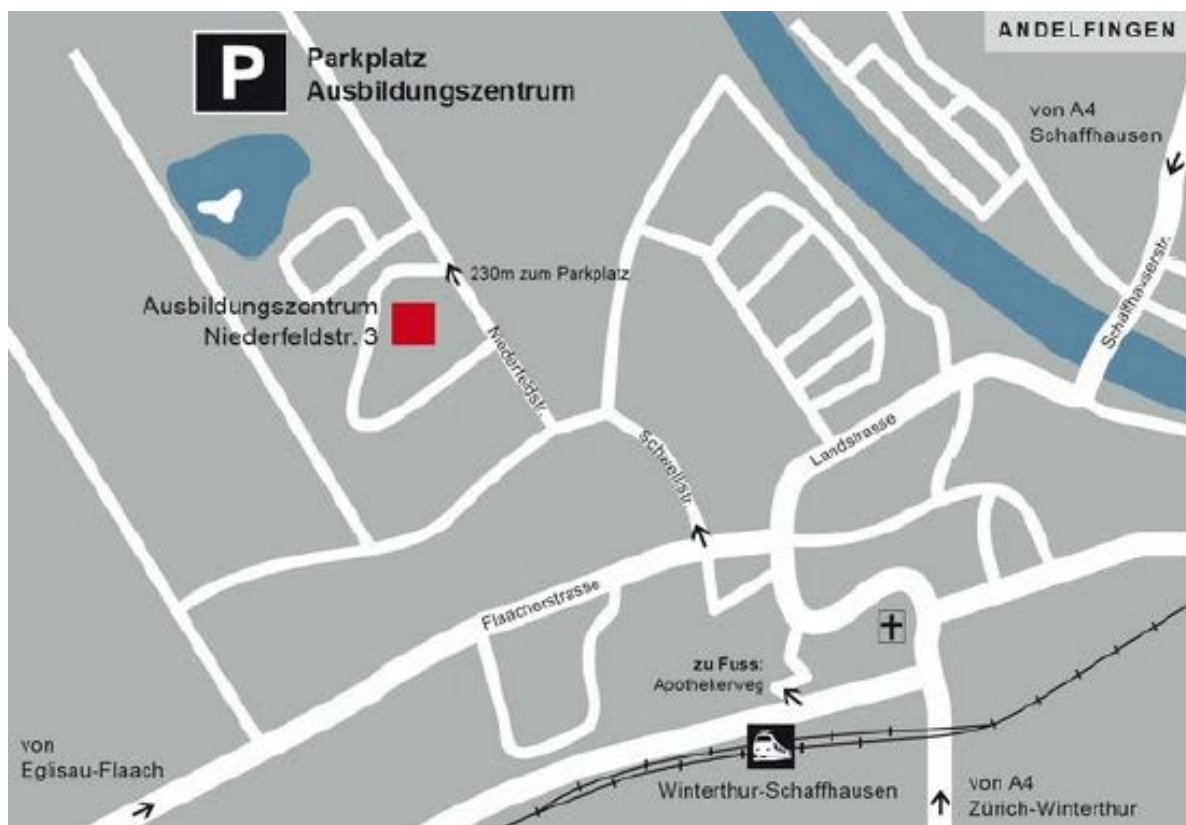 ANDELFINGEN
P
Parkplatz
Ausbildungszentrum
von A4
Schaffhausen
230m zum Parkplatz
Ausbildungszentrum
Niederfeldstr. 3
Niederfeldstr.
Schaffhauserstr.
Landstrasse
Schwellstr.
Flaacherstrasse
zu Fuss:
Apothekerweg
von
Eglisau-Flaach
Winterthur-Schaffhausen
von A4
Zürich-Winterthur